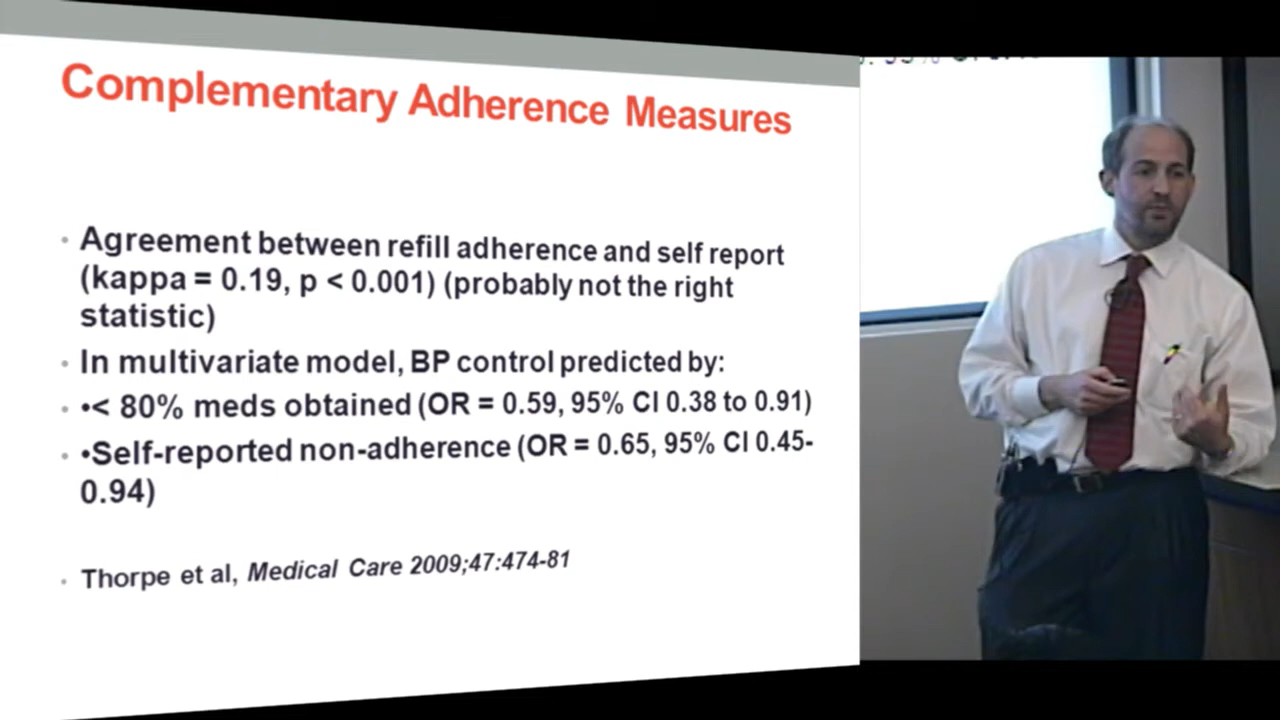 Complementary Adherence Measures
• Agreement between refill adherence and self report
(kappa = 0.19, p < 0.001) (probably not the right
statistic)
• In multivariate model, BP control predicted by:
• •< 80% meds obtained (OR = 0.59, 95% CI 0.38 to 0.91)
• •Self-reported non-adherence (OR = 0.65, 95% CI 0.45-
0.94)
• Thorpe et al, Medical Care 2009;47:474-81